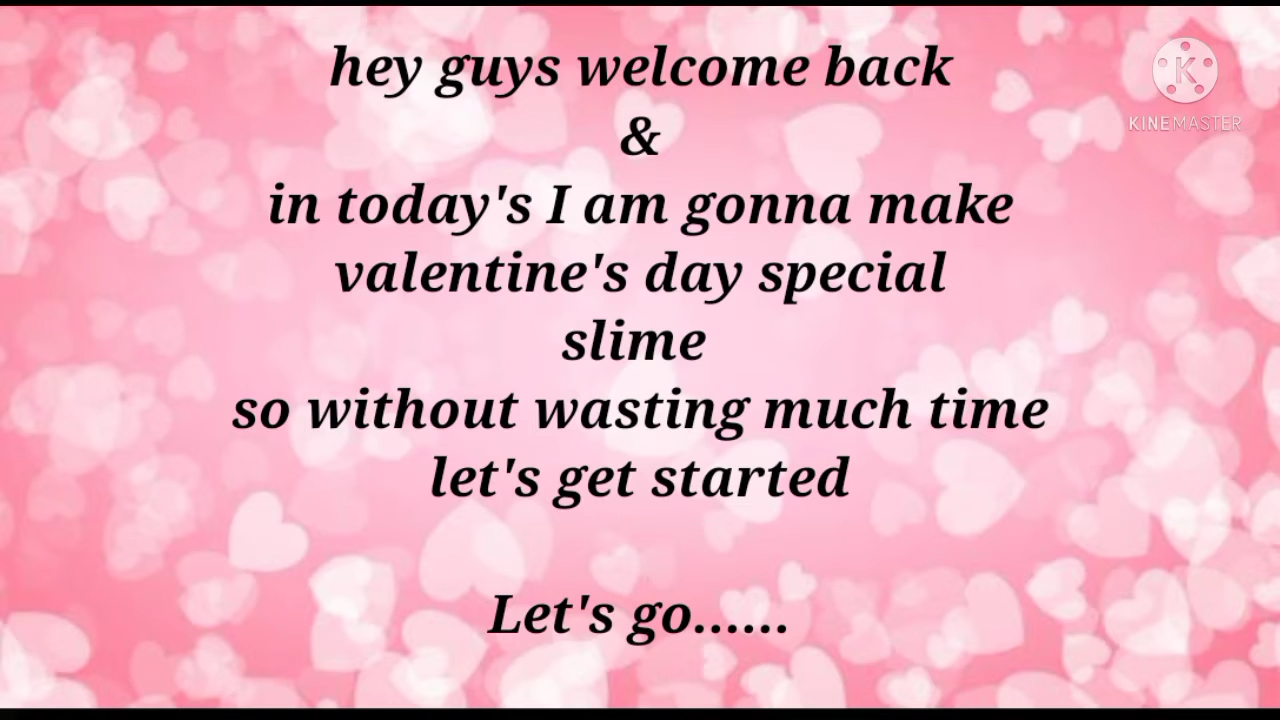 hey guys welcome back
&
in today's I am gonna make
valentine's day special
slime
so without wasting much time
let's get started
Let's go......
K
KINEMASTER